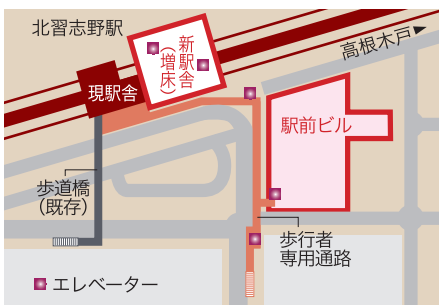 北習志野駅
新駅舎
（増床）
高根木戸
現駅舎
駅前ビル
歩道橋
（既存）
歩行者
専用通路
エレベーター